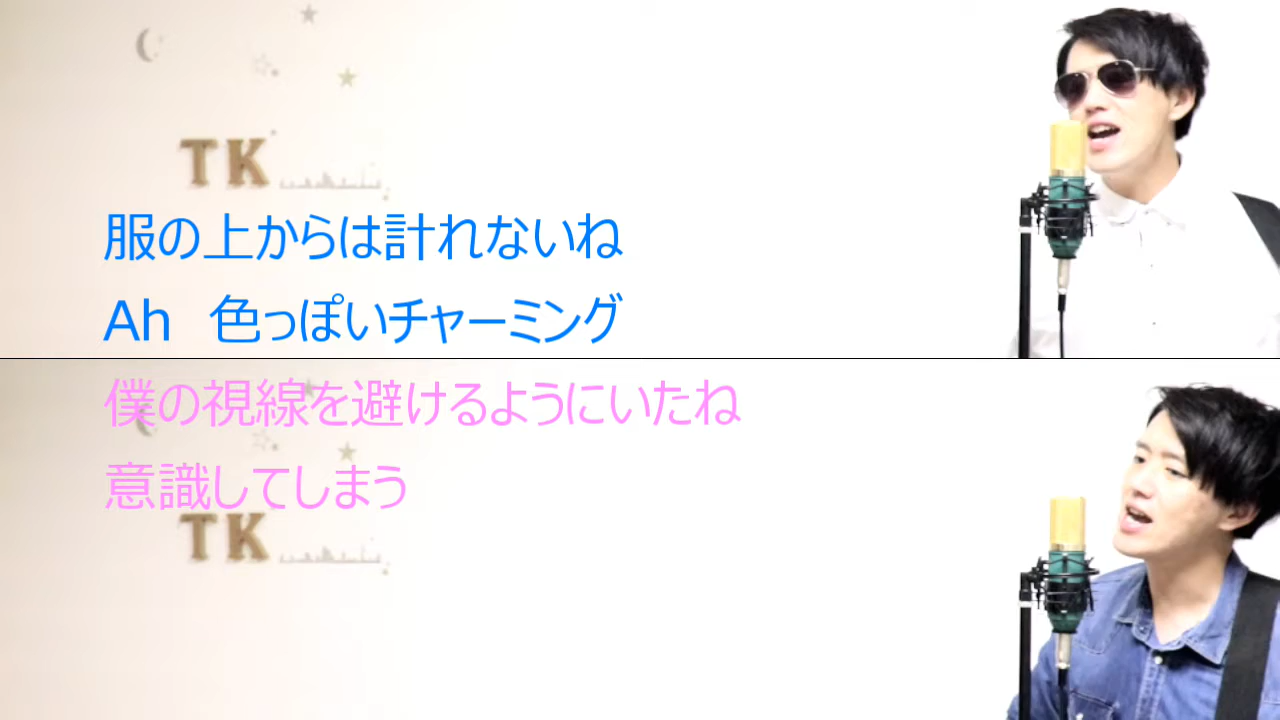 TK
服の上からは計れないね
Ah　色っぽいチャーミング
僕の視線を避けるようにいたね
意識してしまう
TK